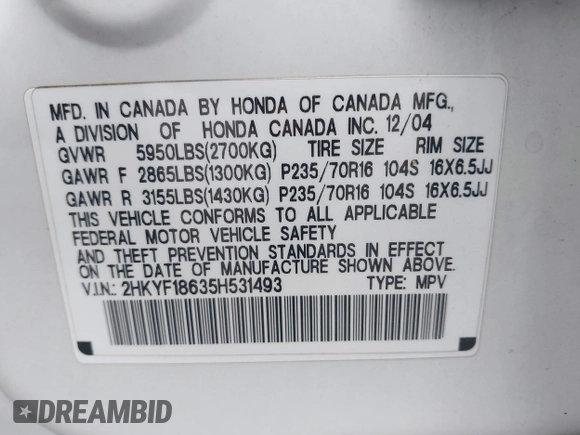 MFD. IN CANADA BY HONDA OF CANADA MFG.,
A DIVISION OF HONDA CANADA INC. 12/04
GVWR 5950LBS(2700KG) TIRE SIZE RIM SIZE
GAWR F 2865LBS(1300KG) P235/70R16 104S 16X6.5JJ
GAWR R 3155LBS(1430KG) P235/70R16 104S 16X6.5JJ
THIS VEHICLE CONFORMS TO ALL APPLICABLE
FEDERAL MOTOR VEHICLE SAFETY
AND THEFT PREVENTION STANDARDS IN EFFECT
ON THE DATE OF MANUFACTURE SHOWN ABOVE.
V.I.N.: 2HKYF18635H531493 TYPE: MPV
DREAMBID